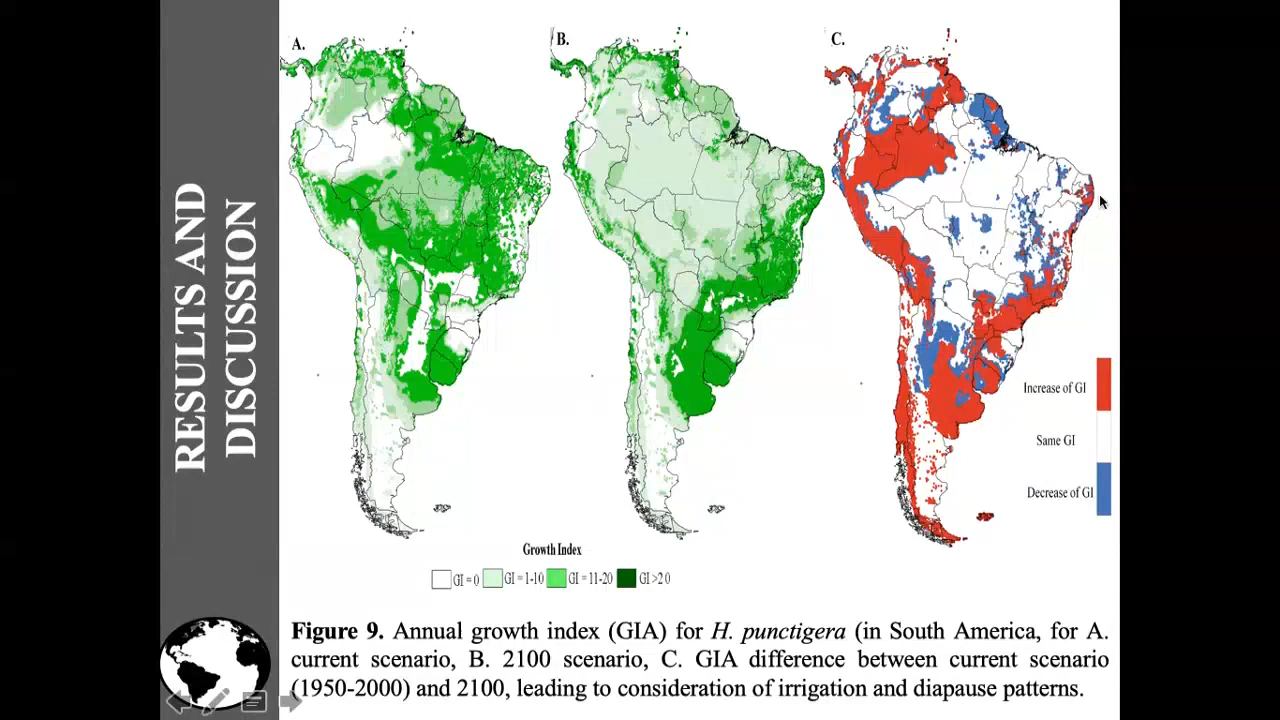 RESULTS AND
DISCUSSION
A.
B.
C.
Increase of GI
Same GI
Decrease of GI
Growth Index
GI = 0
GI = 1-10
GI = 11-20
GI >20
Figure 9. Annual growth index (GIA) for H. punctigera (in South America, for A.
current scenario, B. 2100 scenario, C. GIA difference between current scenario
(1950-2000) and 2100, leading to consideration of irrigation and diapause patterns.